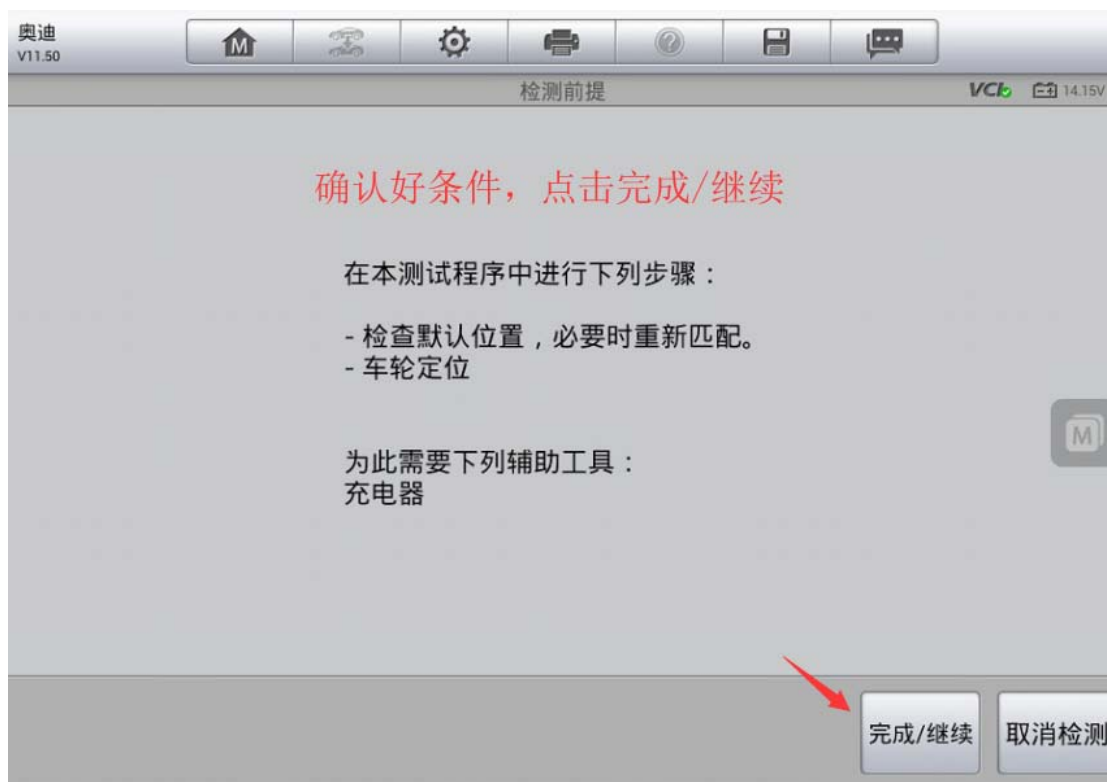 奥迪
V11.50
M
检测前提
VCI
14.15V
确认好条件，点击完成/继续
在本测试程序中进行下列步骤：
- 检查默认位置，必要时重新匹配。
- 车轮定位
M
为此需要下列辅助工具：
充电器
完成/继续
取消检测